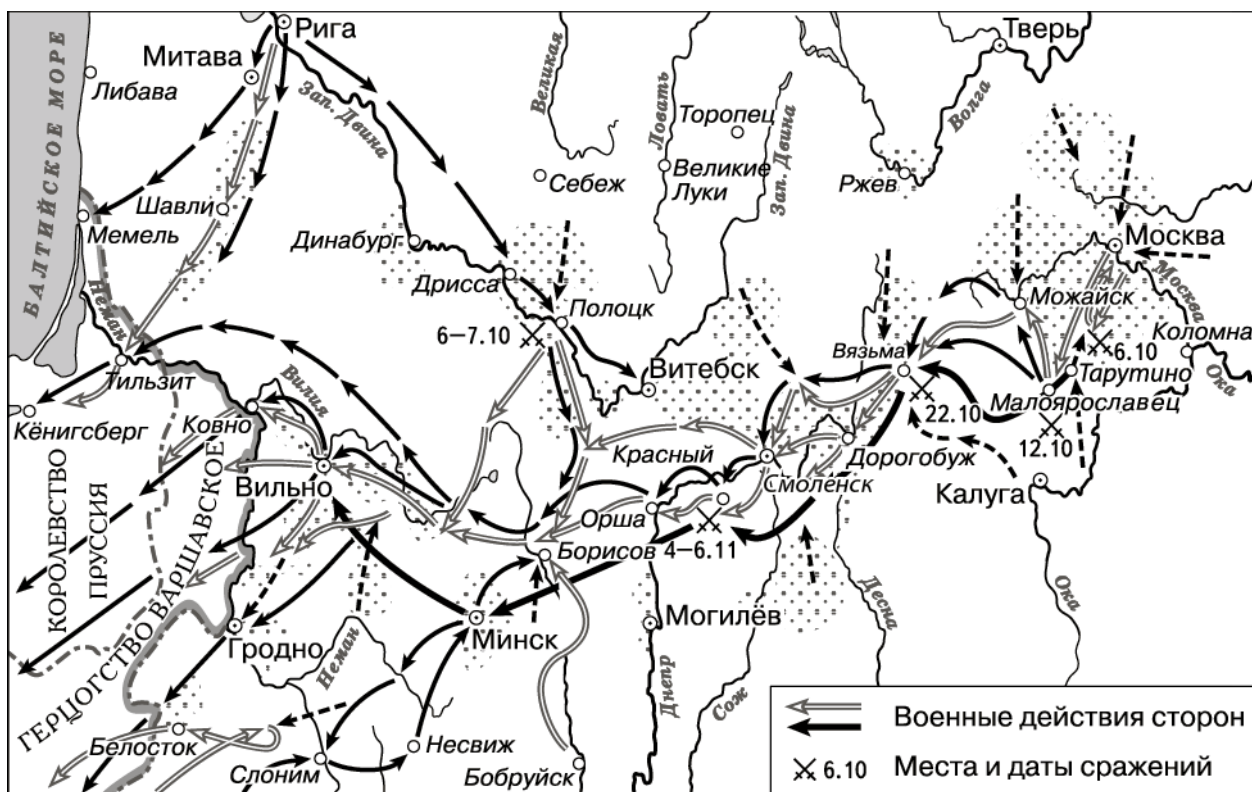 БАЛТИЙСКОЕ МОРЕ
Рига
Митава
Либава
Зап. Двина
Великая
Ловать
Торопец
Зап. Двина
Тверь
Волга
Великие
Луки
Ржев
Себеж
Шавли
Мемель
Неман
Динабург
Дрисса
Полоцк
6–7.10
Москва
Москва
Можайск
Коломна
Ока
6.10
Тарутино
Малоярославец
12.10
Вязьма
22.10
Витебск
Тильзит
Кёнигсберг
Ковно
Вилия
Вильно
Красный
Смоленск
Дорогобуж
Калуга
Орша
4–6.11
Борисов
КОРОЛЕВСТВО
ПРУССИЯ
ГЕРЦОГСТВО ВАРШАВСКОЕ
Гродно
Неман
Минск
Могилёв
Днепр
Сож
Десна
Ока
Белосток
Слоним
Несвиж
Бобруйск
Военные действия сторон
6.10 Места и даты сражений